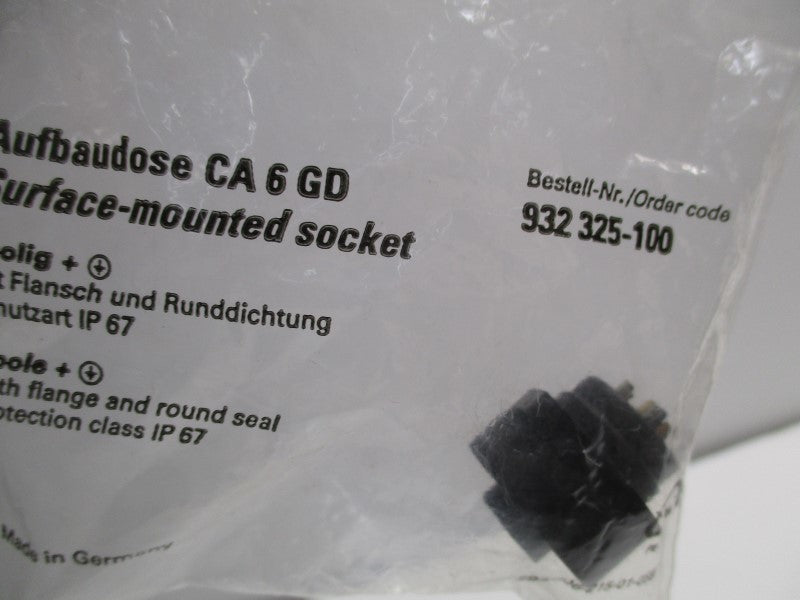 Aufbaudose CA 6 GD
Surface-mounted socket
olig + ⏚
t Flansch und Runddichtung
hutzart IP 67
pole + ⏚
th flange and round seal
otection class IP 67
Bestell-Nr./Order code
932 325-100
Made in Germany